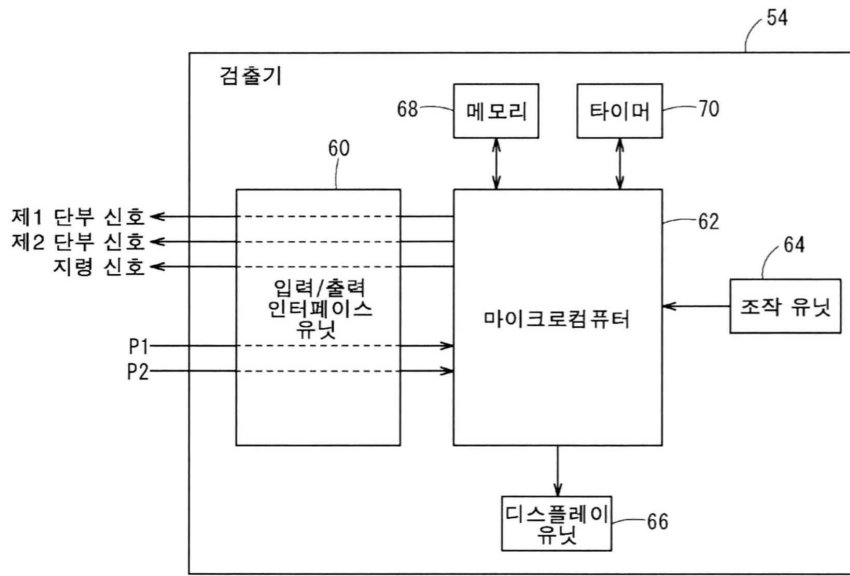 54
검출기
68
메모리
타이머
70
60
제1 단부 신호
제2 단부 신호
지령 신호
62
64
입력/출력
인터페이스
유닛
마이크로컴퓨터
조작 유닛
P1
P2
디스플레이
유닛
66